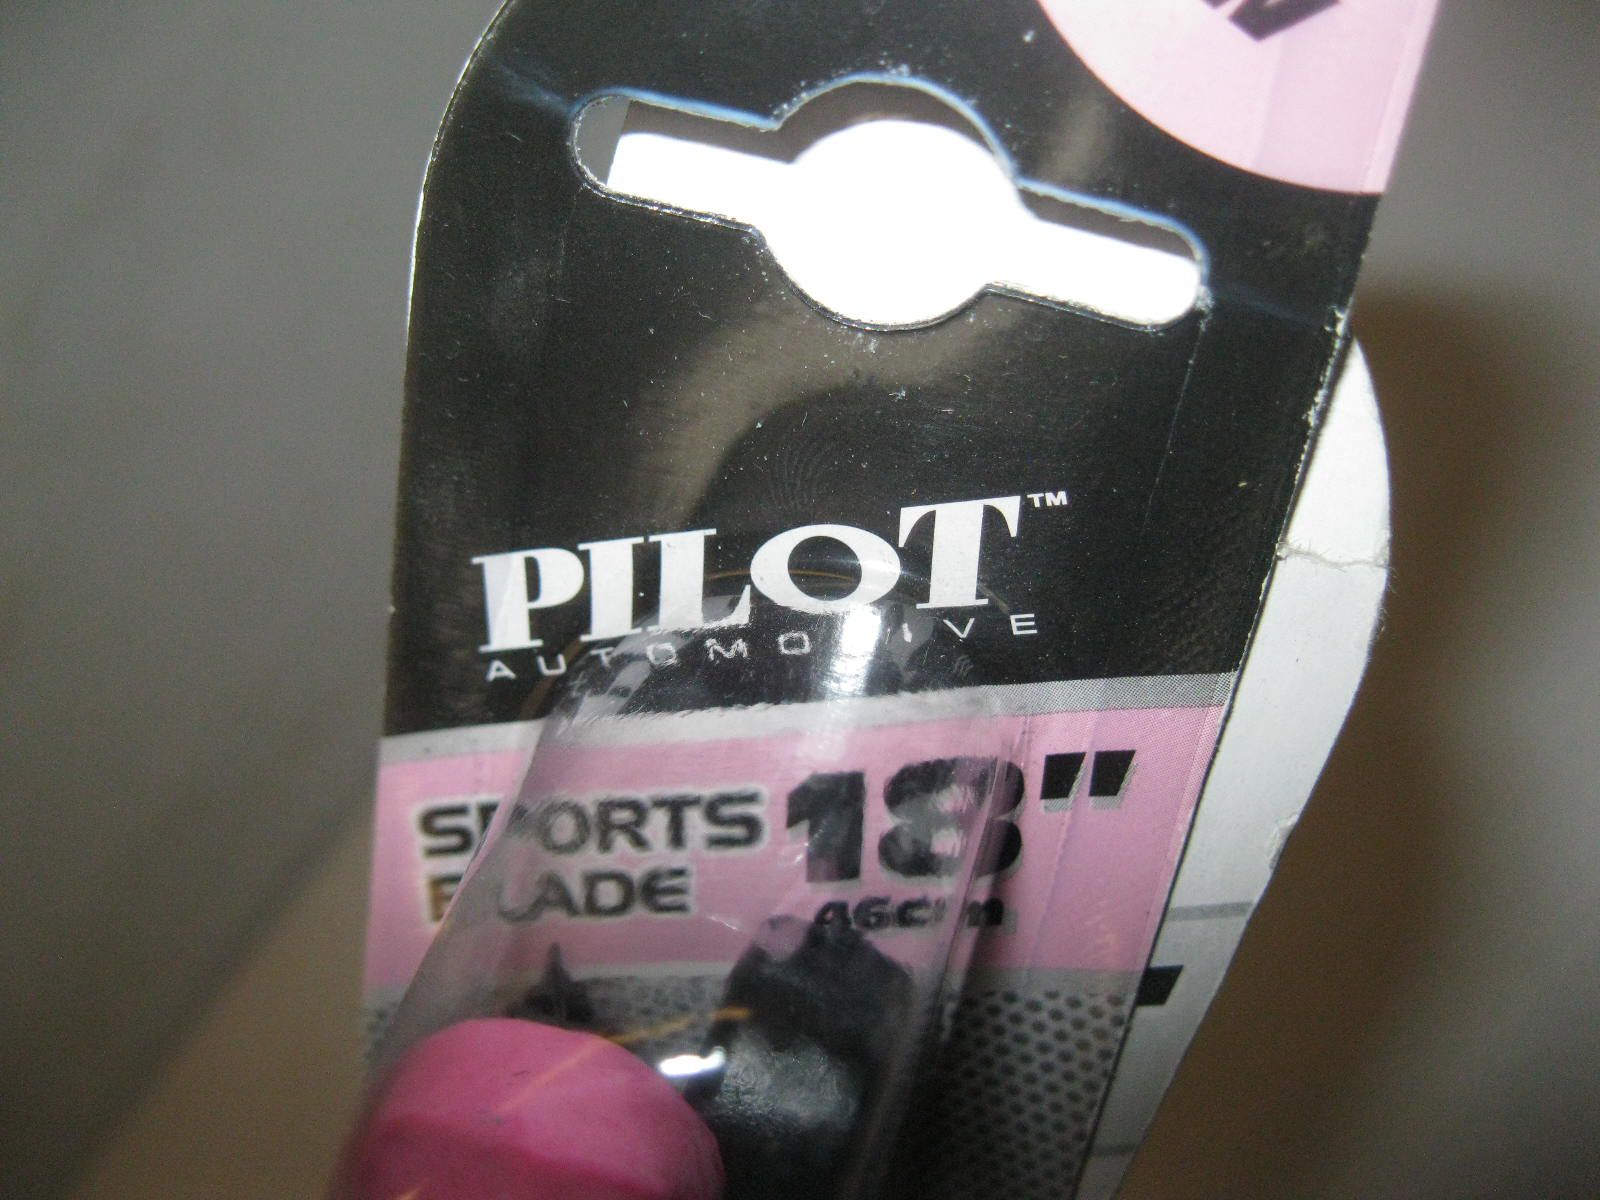 PILOT™
AUTOMOTIVE
SPORTS
BLADE
18"
46cm